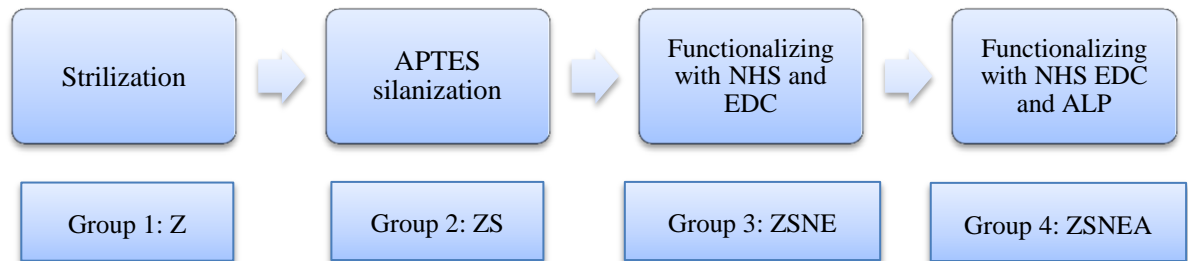 Strilization
APTES
silanization
Functionalizing
with NHS and
EDC
Functionalizing
with NHS EDC
and ALP
Group 1: Z
Group 2: ZS
Group 3: ZSNE
Group 4: ZSNEA